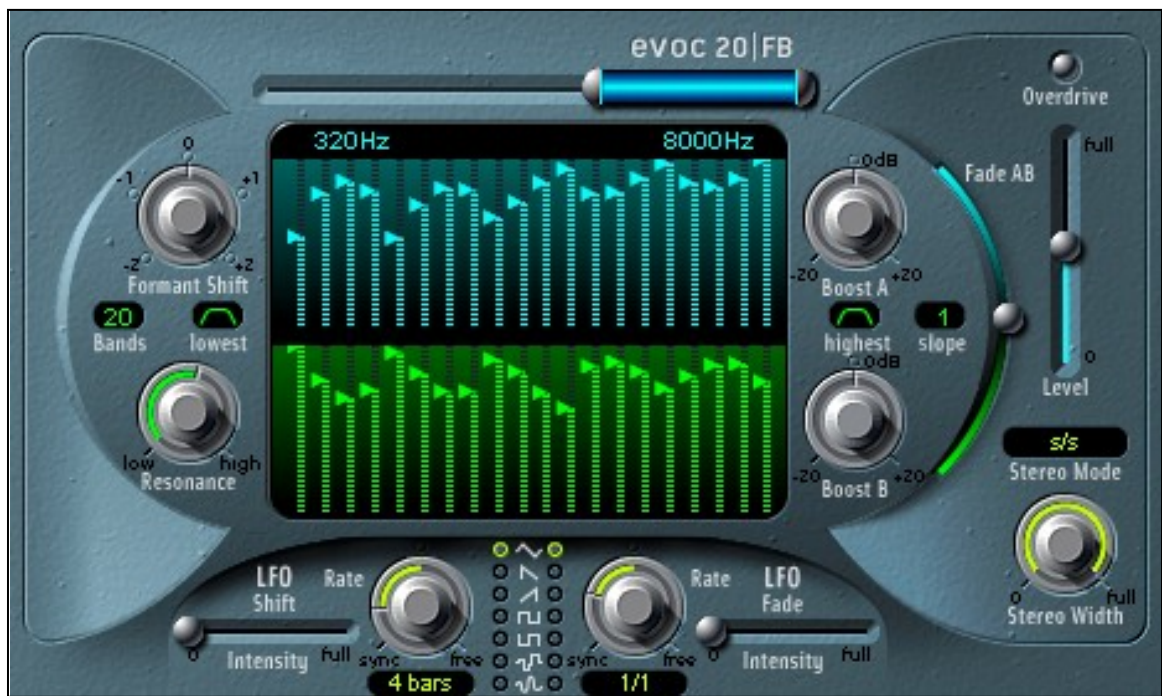 evoc 20|FB
Overdrive
320Hz
8000Hz
full
0
0dB
Fade AB
-1
+1
-2
+2
Formant Shift
-20
+20
Boost A
20
Bands
lowest
highest
1
slope
0dB
0
Level
low
high
Resonance
-20
+20
Boost B
s/s
Stereo Mode
LFO
Shift
Rate
Rate
LFO
Fade
0
full
Stereo Width
0
Intensity
full
sync
free
sync
free
0
Intensity
full
4 bars
1/1